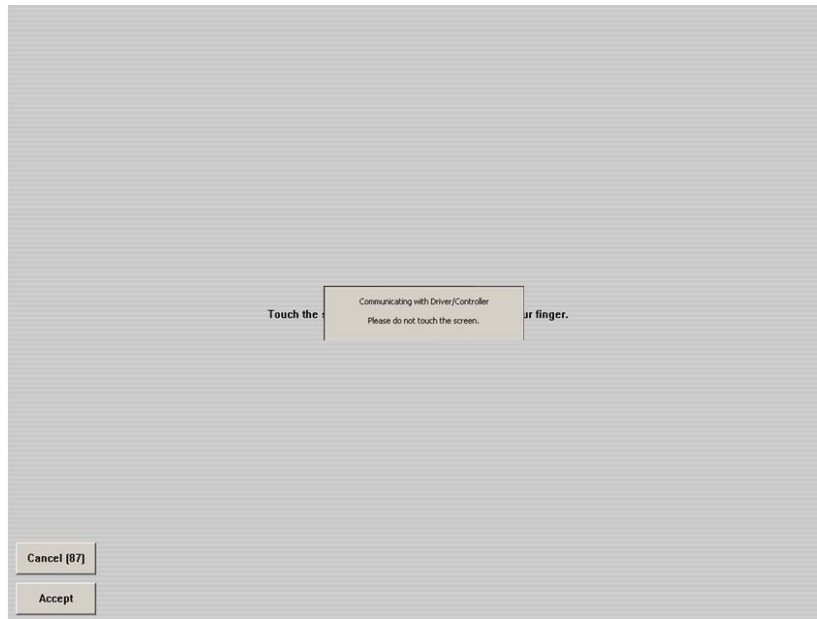 Communicating with Driver/Controller
Touch the
ur finger.
Please do not touch the screen.
Cancel (87)
Accept